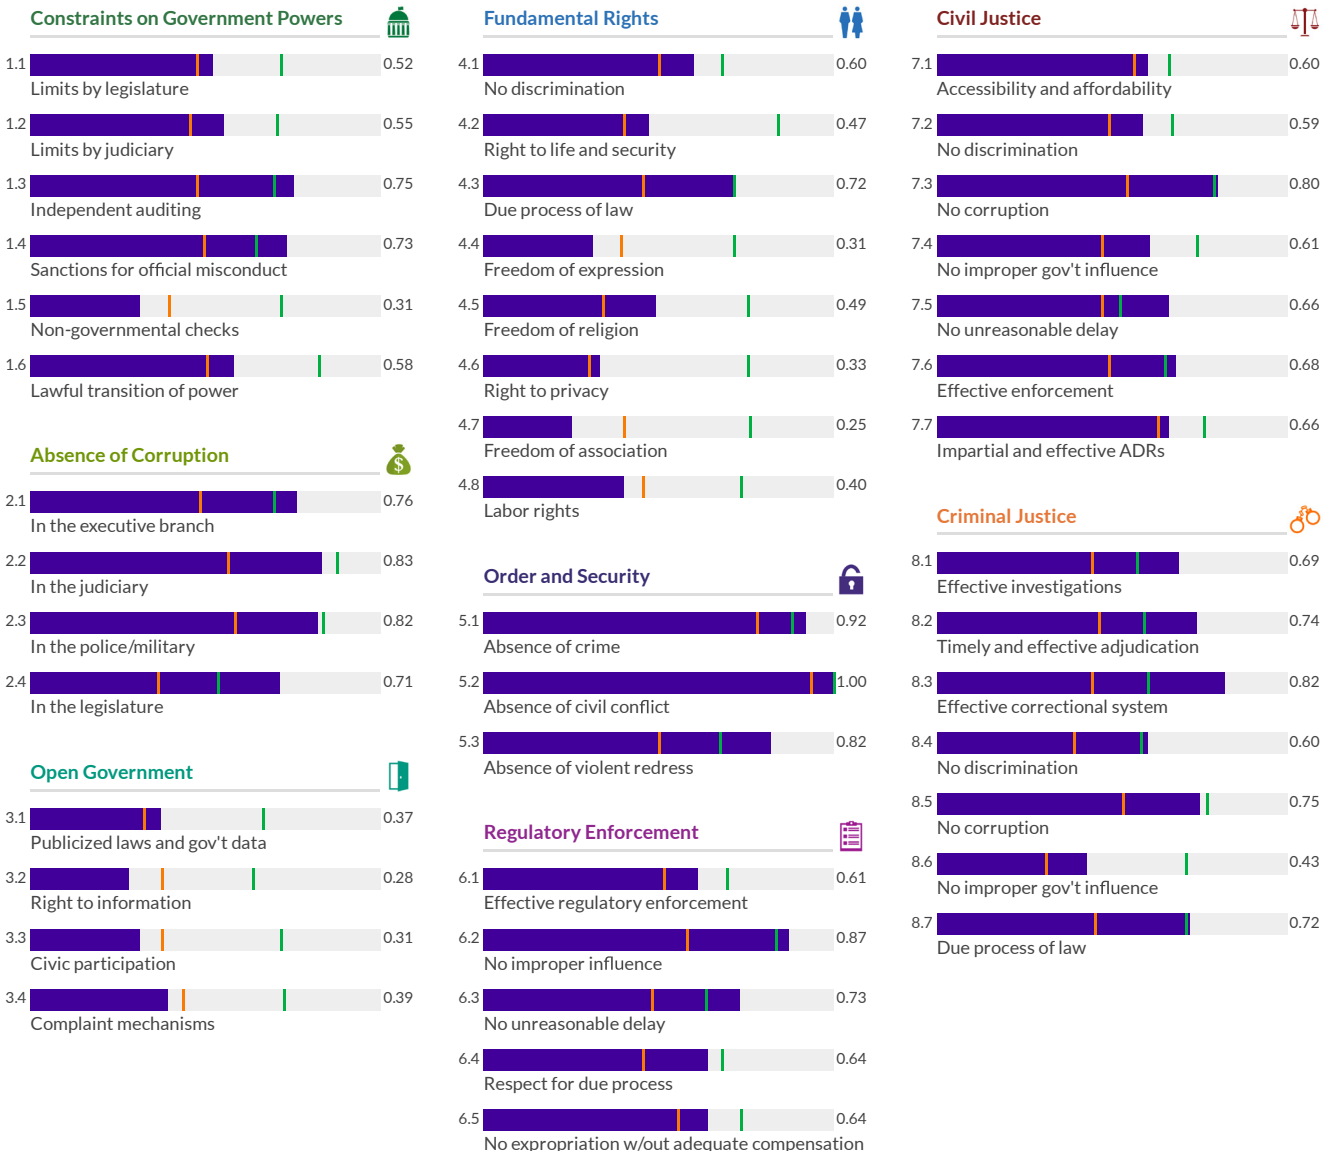 Constraints on Government Powers
1.1 0.52
Limits by legislature
1.2 0.55
Limits by judiciary
1.3 0.75
Independent auditing
1.4 0.73
Sanctions for official misconduct
1.5 0.31
Non-governmental checks
1.6 0.58
Lawful transition of power
Absence of Corruption
$
2.1 0.76
In the executive branch
2.2 0.83
In the judiciary
2.3 0.82
In the police/military
2.4 0.71
In the legislature
Open Government
3.1 0.37
Publicized laws and gov't data
3.2 0.28
Right to information
3.3 0.31
Civic participation
3.4 0.39
Complaint mechanisms
Fundamental Rights
4.1 0.60
No discrimination
4.2 0.47
Right to life and security
4.3 0.72
Due process of law
4.4 0.31
Freedom of expression
4.5 0.49
Freedom of religion
4.6 0.33
Right to privacy
4.7 0.25
Freedom of association
4.8 0.40
Labor rights
Order and Security
5.1 0.92
Absence of crime
5.2 1.00
Absence of civil conflict
5.3 0.82
Absence of violent redress
Regulatory Enforcement
6.1 0.61
Effective regulatory enforcement
6.2 0.87
No improper influence
6.3 0.73
No unreasonable delay
6.4 0.64
Respect for due process
6.5 0.64
No expropriation w/out adequate compensation
Civil Justice
7.1 0.60
Accessibility and affordability
7.2 0.59
No discrimination
7.3 0.80
No corruption
7.4 0.61
No improper gov't influence
7.5 0.66
No unreasonable delay
7.6 0.68
Effective enforcement
7.7 0.66
Impartial and effective ADRs
Criminal Justice
8.1 0.69
Effective investigations
8.2 0.74
Timely and effective adjudication
8.3 0.82
Effective correctional system
8.4 0.60
No discrimination
8.5 0.75
No corruption
8.6 0.43
No improper gov't influence
8.7 0.72
Due process of law